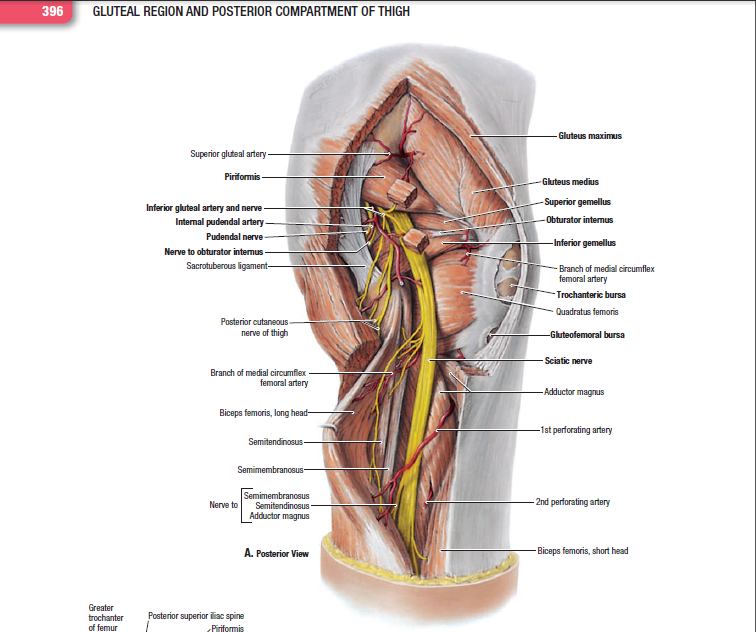 396 GLUTEAL REGION AND POSTERIOR COMPARTMENT OF THIGH
Superior gluteal artery
Piriformis
Inferior gluteal artery and nerve
Internal pudendal artery
Pudendal nerve
Nerve to obturator internus
Sacrotuberous ligament
Posterior cutaneous
nerve of thigh
Branch of medial circumflex
femoral artery
Biceps femoris, long head
Semitendinosus
Semimembranosus
Nerve to
Semimembranosus
Semitendinosus
Adductor magnus
A. Posterior View
Gluteus maximus
Gluteus medius
Superior gemellus
Obturator internus
Inferior gemellus
Branch of medial circumflex
femoral artery
Trochanteric bursa
Quadratus femoris
Gluteofemoral bursa
Sciatic nerve
Adductor magnus
1st perforating artery
2nd perforating artery
Biceps femoris, short head
Greater
trochanter
of femur
Posterior superior iliac spine
Piriformis